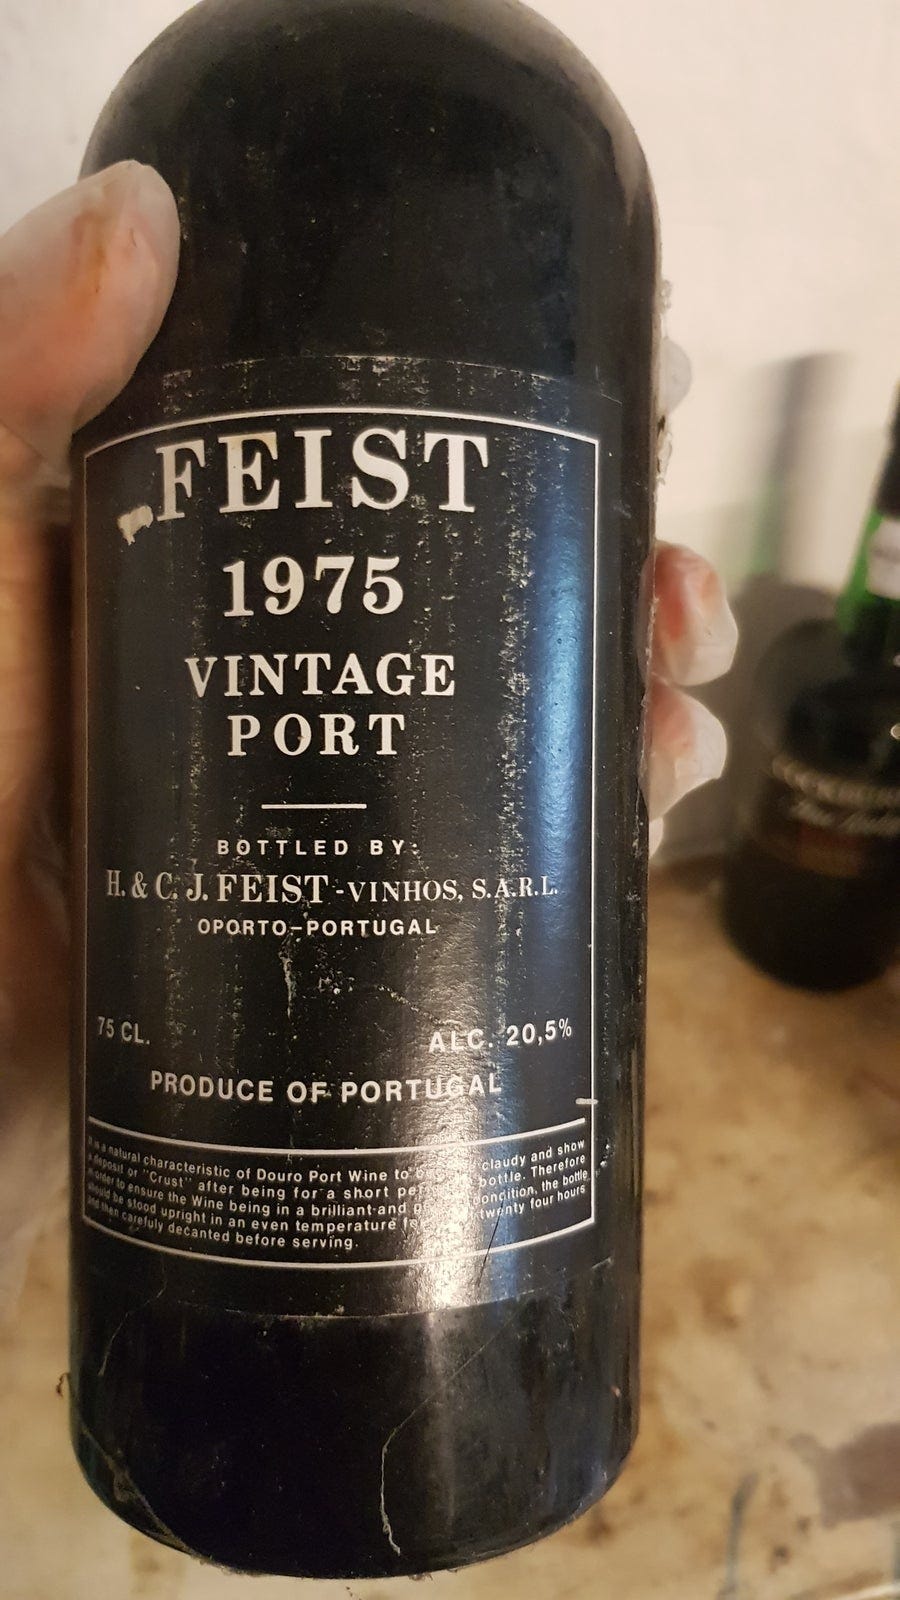 FEIST
1975
VINTAGE
PORT
BOTTLED BY:
H. & C. J. FEIST - VINHOS, S.A.R.L.
OPORTO-PORTUGAL
75 CL.
ALC. 20,5%
PRODUCE OF PORTUGAL
It is a natural characteristic of Douro Port Wine to claudy and show
a deposit or "Crust" after being for a short bottle. Therefore
in order to ensure the Wine being in a brilliant and condition, the bottle
should be stood upright in an even temperature twenty four hours
and then carefuly decanted before serving.